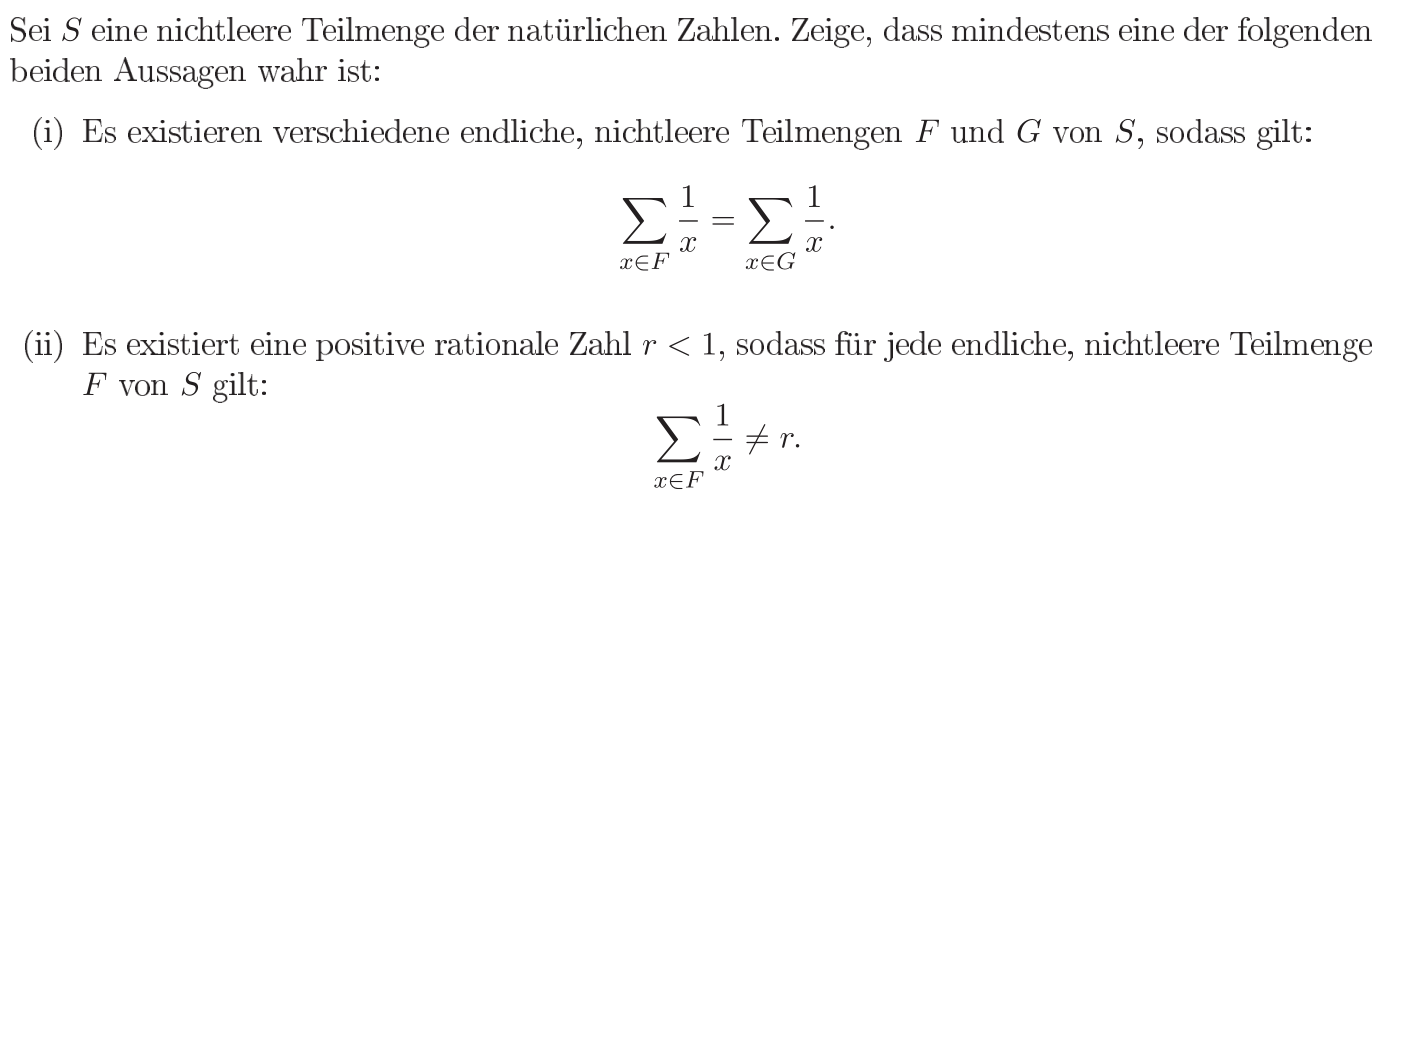 Sei S eine nichtleere Teilmenge der natürlichen Zahlen. Zeige, dass mindestens eine der folgenden
beiden Aussagen wahr ist:
(i) Es existieren verschiedene endliche, nichtleere Teilmengen F und G von S, sodass gilt:
\sum_{x \in F} \frac{1}{x} = \sum_{x \in G} \frac{1}{x}.
(ii) Es existiert eine positive rationale Zahl r < 1, sodass für jede endliche, nichtleere Teilmenge
F von S gilt:
\sum_{x \in F} \frac{1}{x} \neq r.